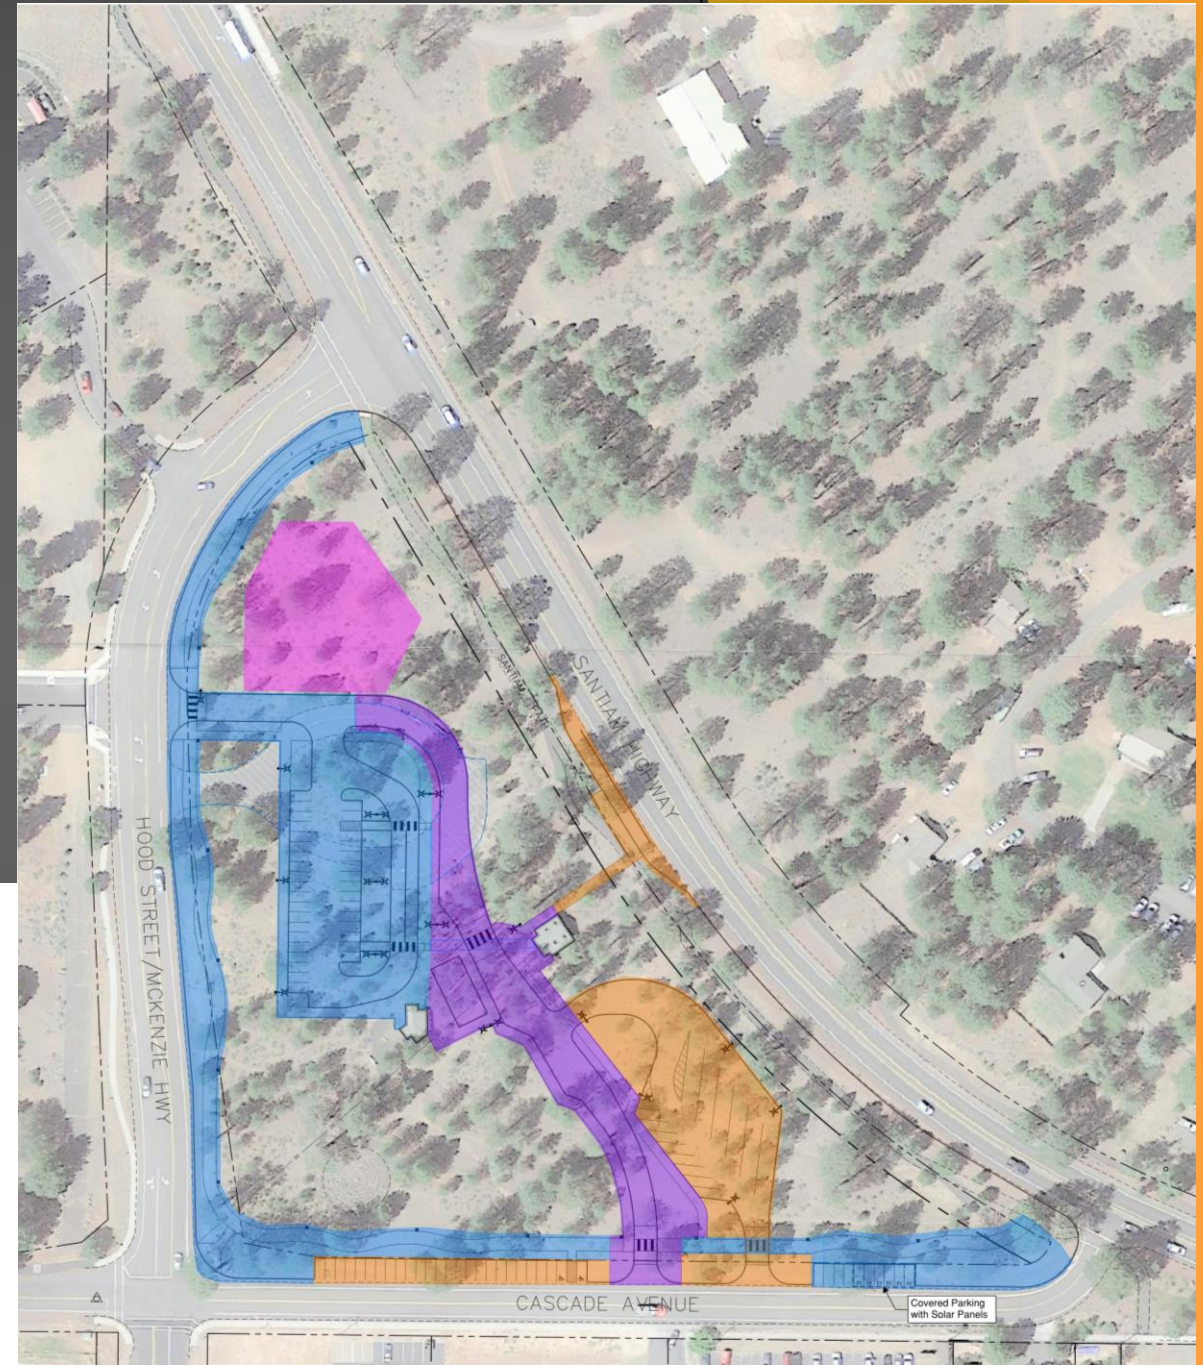 SANTIAM HIGHWAY
HOOD STREET/MCKENZIE HWY
CASCADE AVENUE
Covered Parking
with Solar Panels